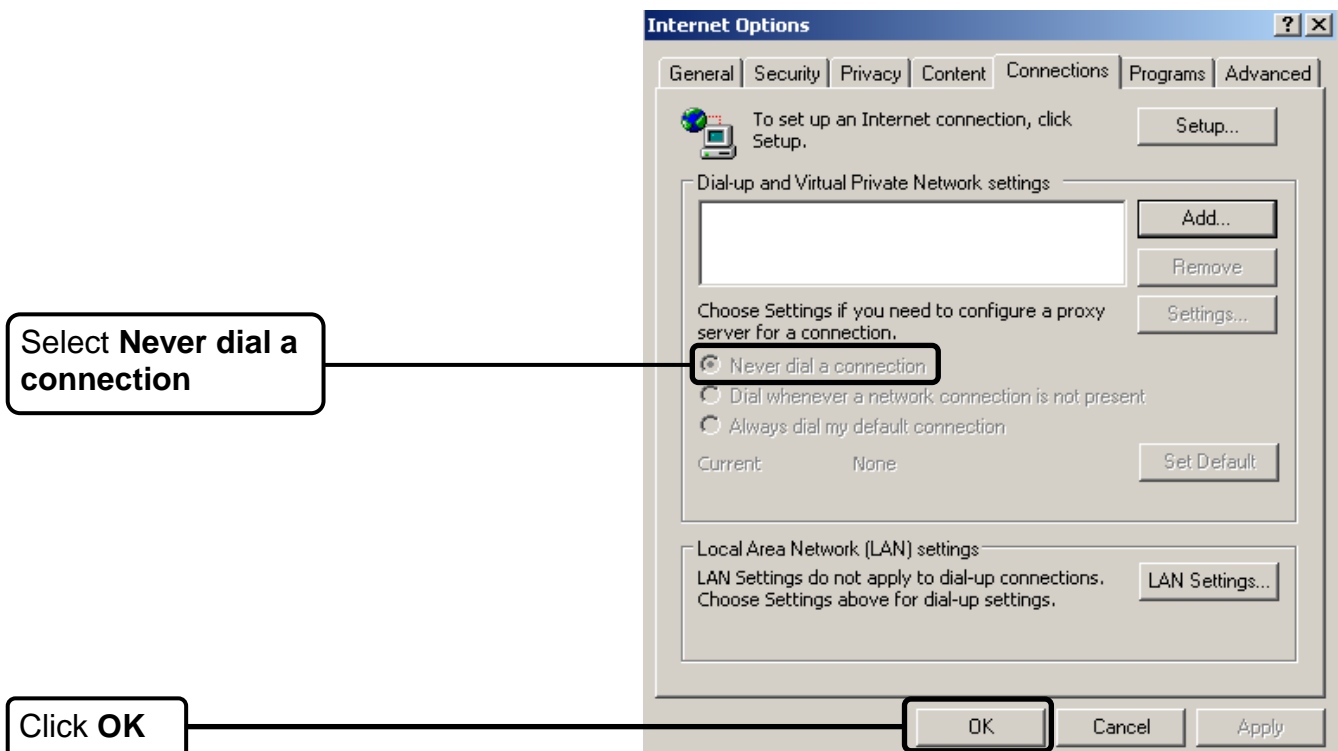 Internet Options
General Security Privacy Content Connections Programs Advanced
To set up an Internet connection, click
Setup.
Setup...
Dial-up and Virtual Private Network settings
Add...
Remove
Choose Settings if you need to configure a proxy
server for a connection.
Settings...
Select Never dial a
connection
Never dial a connection
Dial whenever a network connection is not present
Always dial my default connection
Current None
Set Default
Local Area Network (LAN) settings
LAN Settings do not apply to dial-up connections.
Choose Settings above for dial-up settings.
LAN Settings...
Click OK
OK Cancel Apply